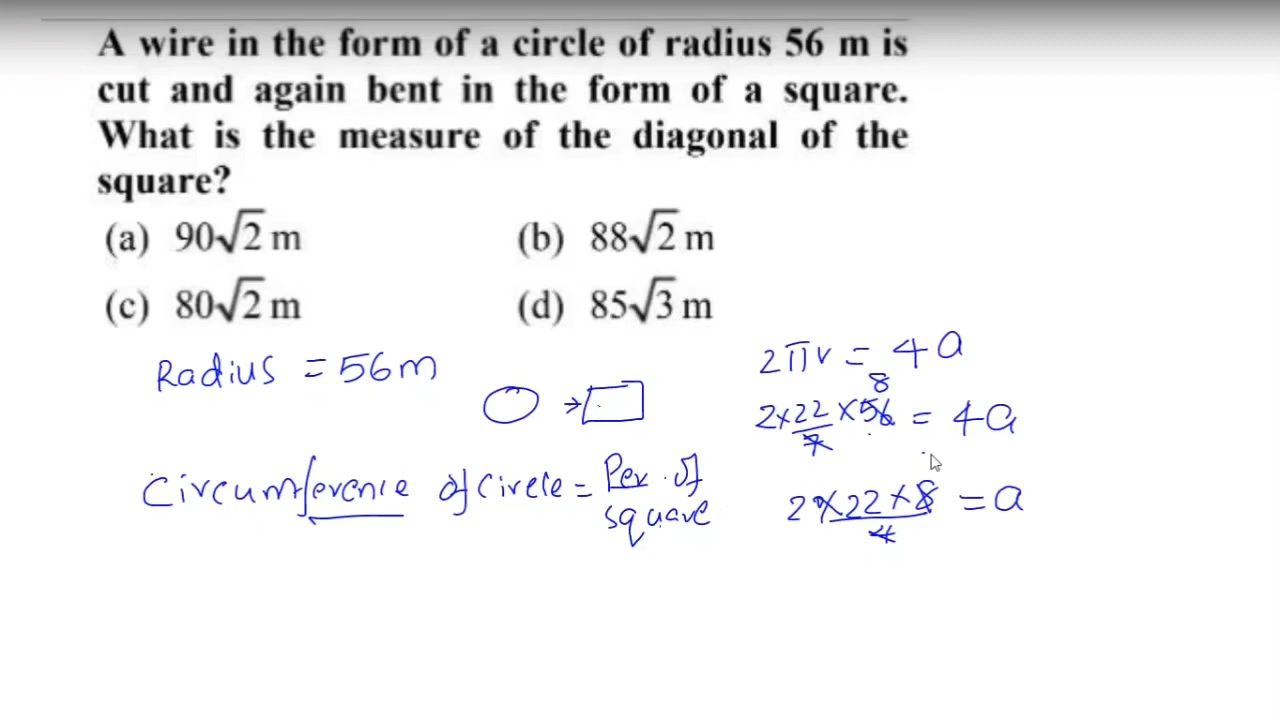 A wire in the form of a circle of radius 56 m is
cut and again bent in the form of a square.
What is the measure of the diagonal of the
square?
(a) 90√2 m (b) 88√2 m
(c) 80√2 m (d) 85√3 m
Radius = 56m
Circumference of circle = Per. of
square
2πr = 4a
8
2×22/7 ×56 = 4a
2×22×8/4 = a